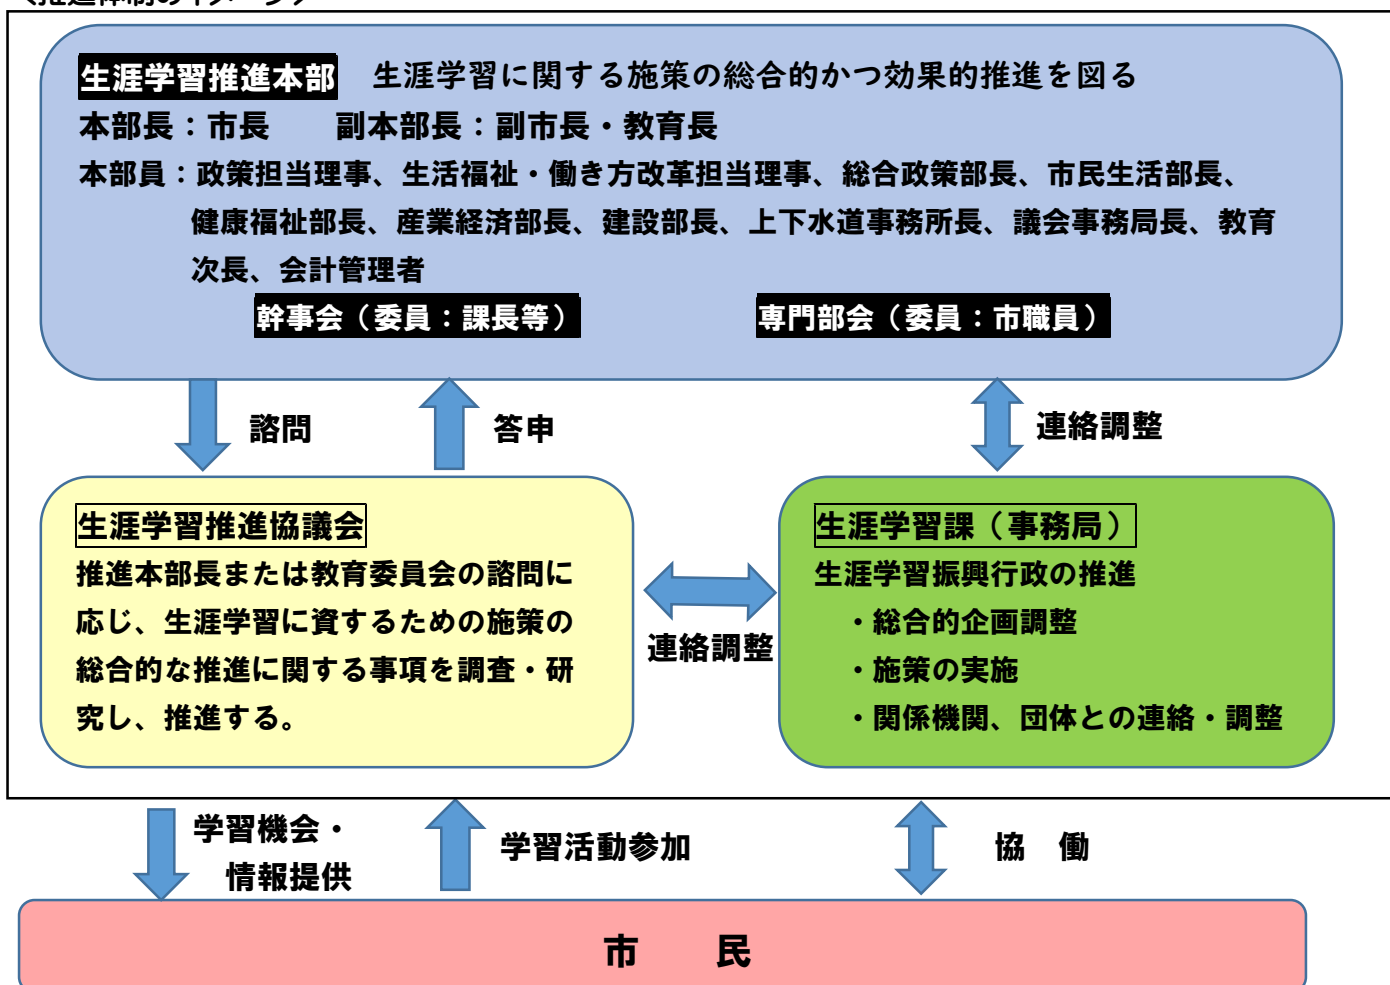 〈推進体制のイメージ〉
生涯学習推進本部　生涯学習に関する施策の総合的かつ効果的推進を図る
本部長：市長　　副本部長：副市長・教育長
本部員：政策担当理事、生活福祉・働き方改革担当理事、総合政策部長、市民生活部長、
健康福祉部長、産業経済部長、建設部長、上下水道事務所長、議会事務局長、教育
次長、会計管理者
幹事会（委員：課長等）　専門部会（委員：市職員）
諮問　答申　連絡調整
生涯学習推進協議会
推進本部長または教育委員会の諮問に
応じ、生涯学習に資するための施策の
総合的な推進に関する事項を調査・研
究し、推進する。
連絡調整
生涯学習課（事務局）
生涯学習振興行政の推進
・総合的企画調整
・施策の実施
・関係機関、団体との連絡・調整
学習機会・
情報提供
学習活動参加
協　働
市　　民